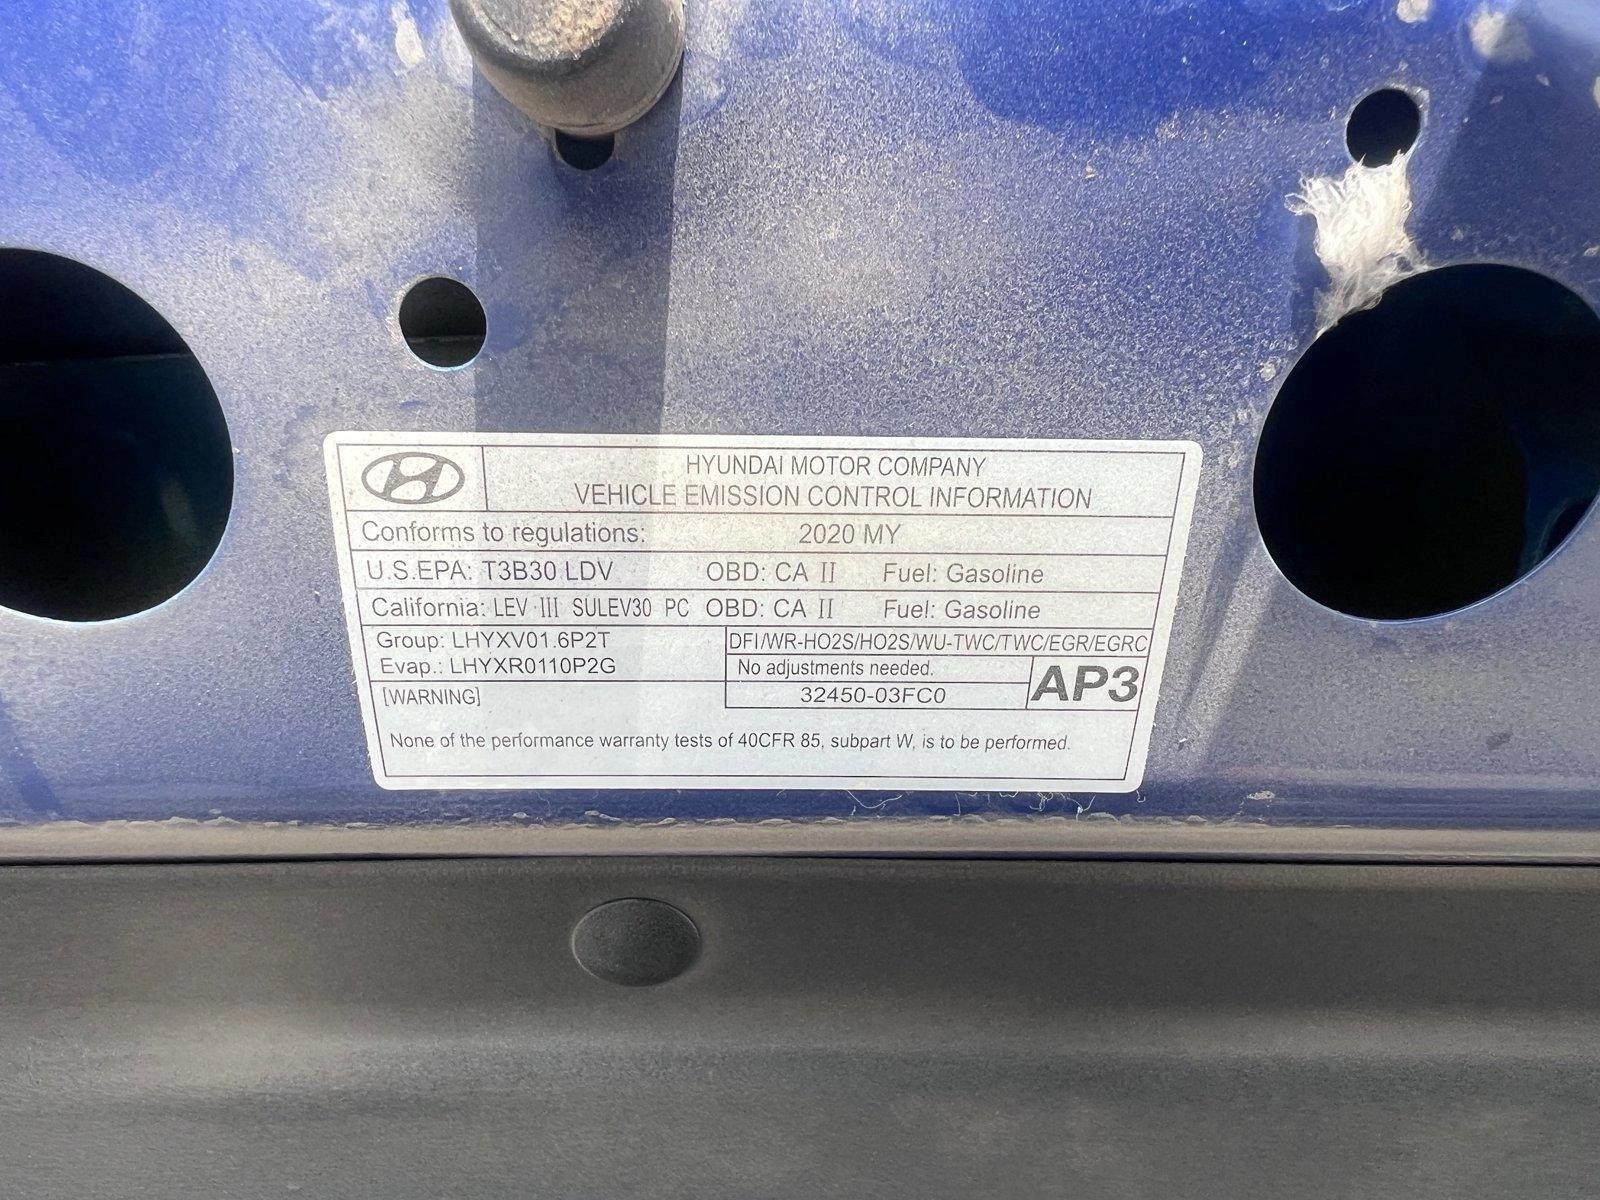 HYUNDAI MOTOR COMPANY
VEHICLE EMISSION CONTROL INFORMATION
Conforms to regulations: 2020 MY
U.S.EPA: T3B30 LDV OBD: CA II Fuel: Gasoline
California: LEV III SULEV30 PC OBD: CA II Fuel: Gasoline
Group: LHYXV01.6P2T
Evap.: LHYXR0110P2G
DFI/WR-HO2S/HO2S/WU-TWC/TWC/EGR/EGRC
No adjustments needed.
32450-03FC0
AP3
[WARNING]
None of the performance warranty tests of 40CFR 85, subpart W, is to be performed.